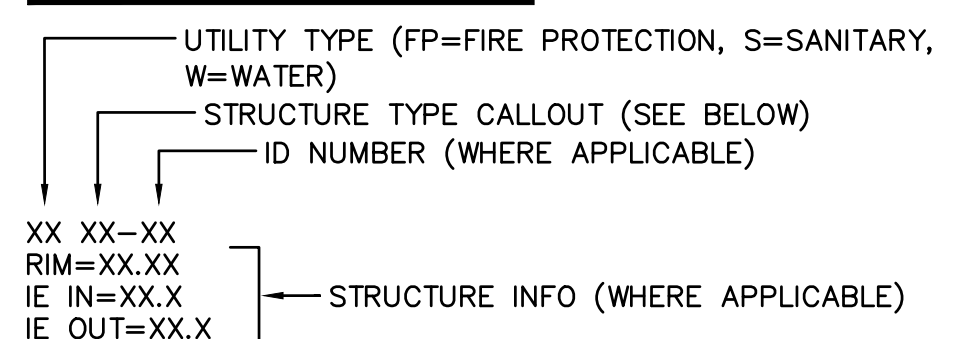 UTILITY TYPE (FP=FIRE PROTECTION, S=SANITARY,
W=WATER)
STRUCTURE TYPE CALLOUT (SEE BELOW)
ID NUMBER (WHERE APPLICABLE)
XX XX-XX
RIM=XX.XX
IE IN=XX.X
IE OUT=XX.X
STRUCTURE INFO (WHERE APPLICABLE)